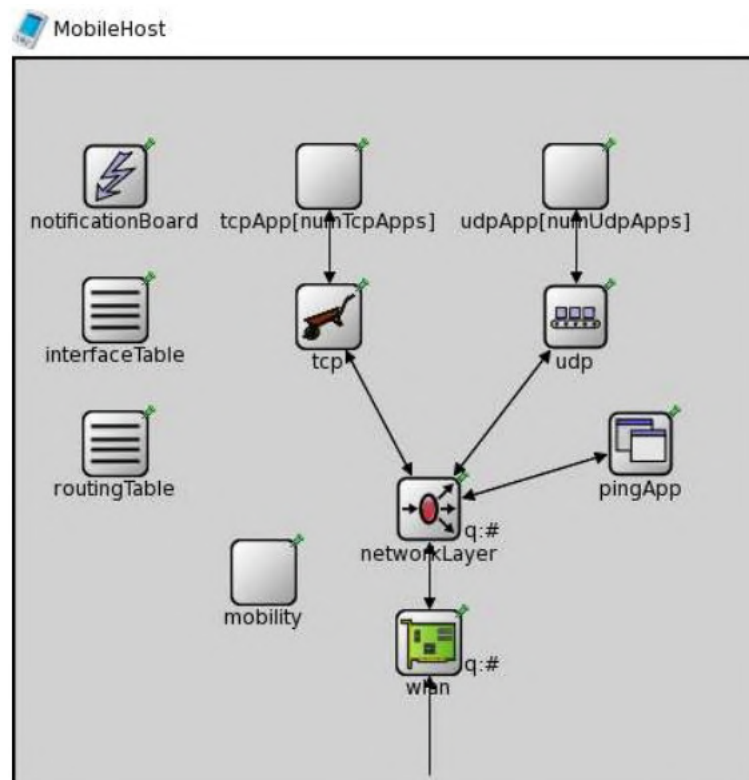 MobileHost
notificationBoard
tcpApp[numTcpApps]
udpApp[numUdpApps]
interfaceTable
tcp
udp
routingTable
pingApp
q:#
networkLayer
mobility
q:#
wlan